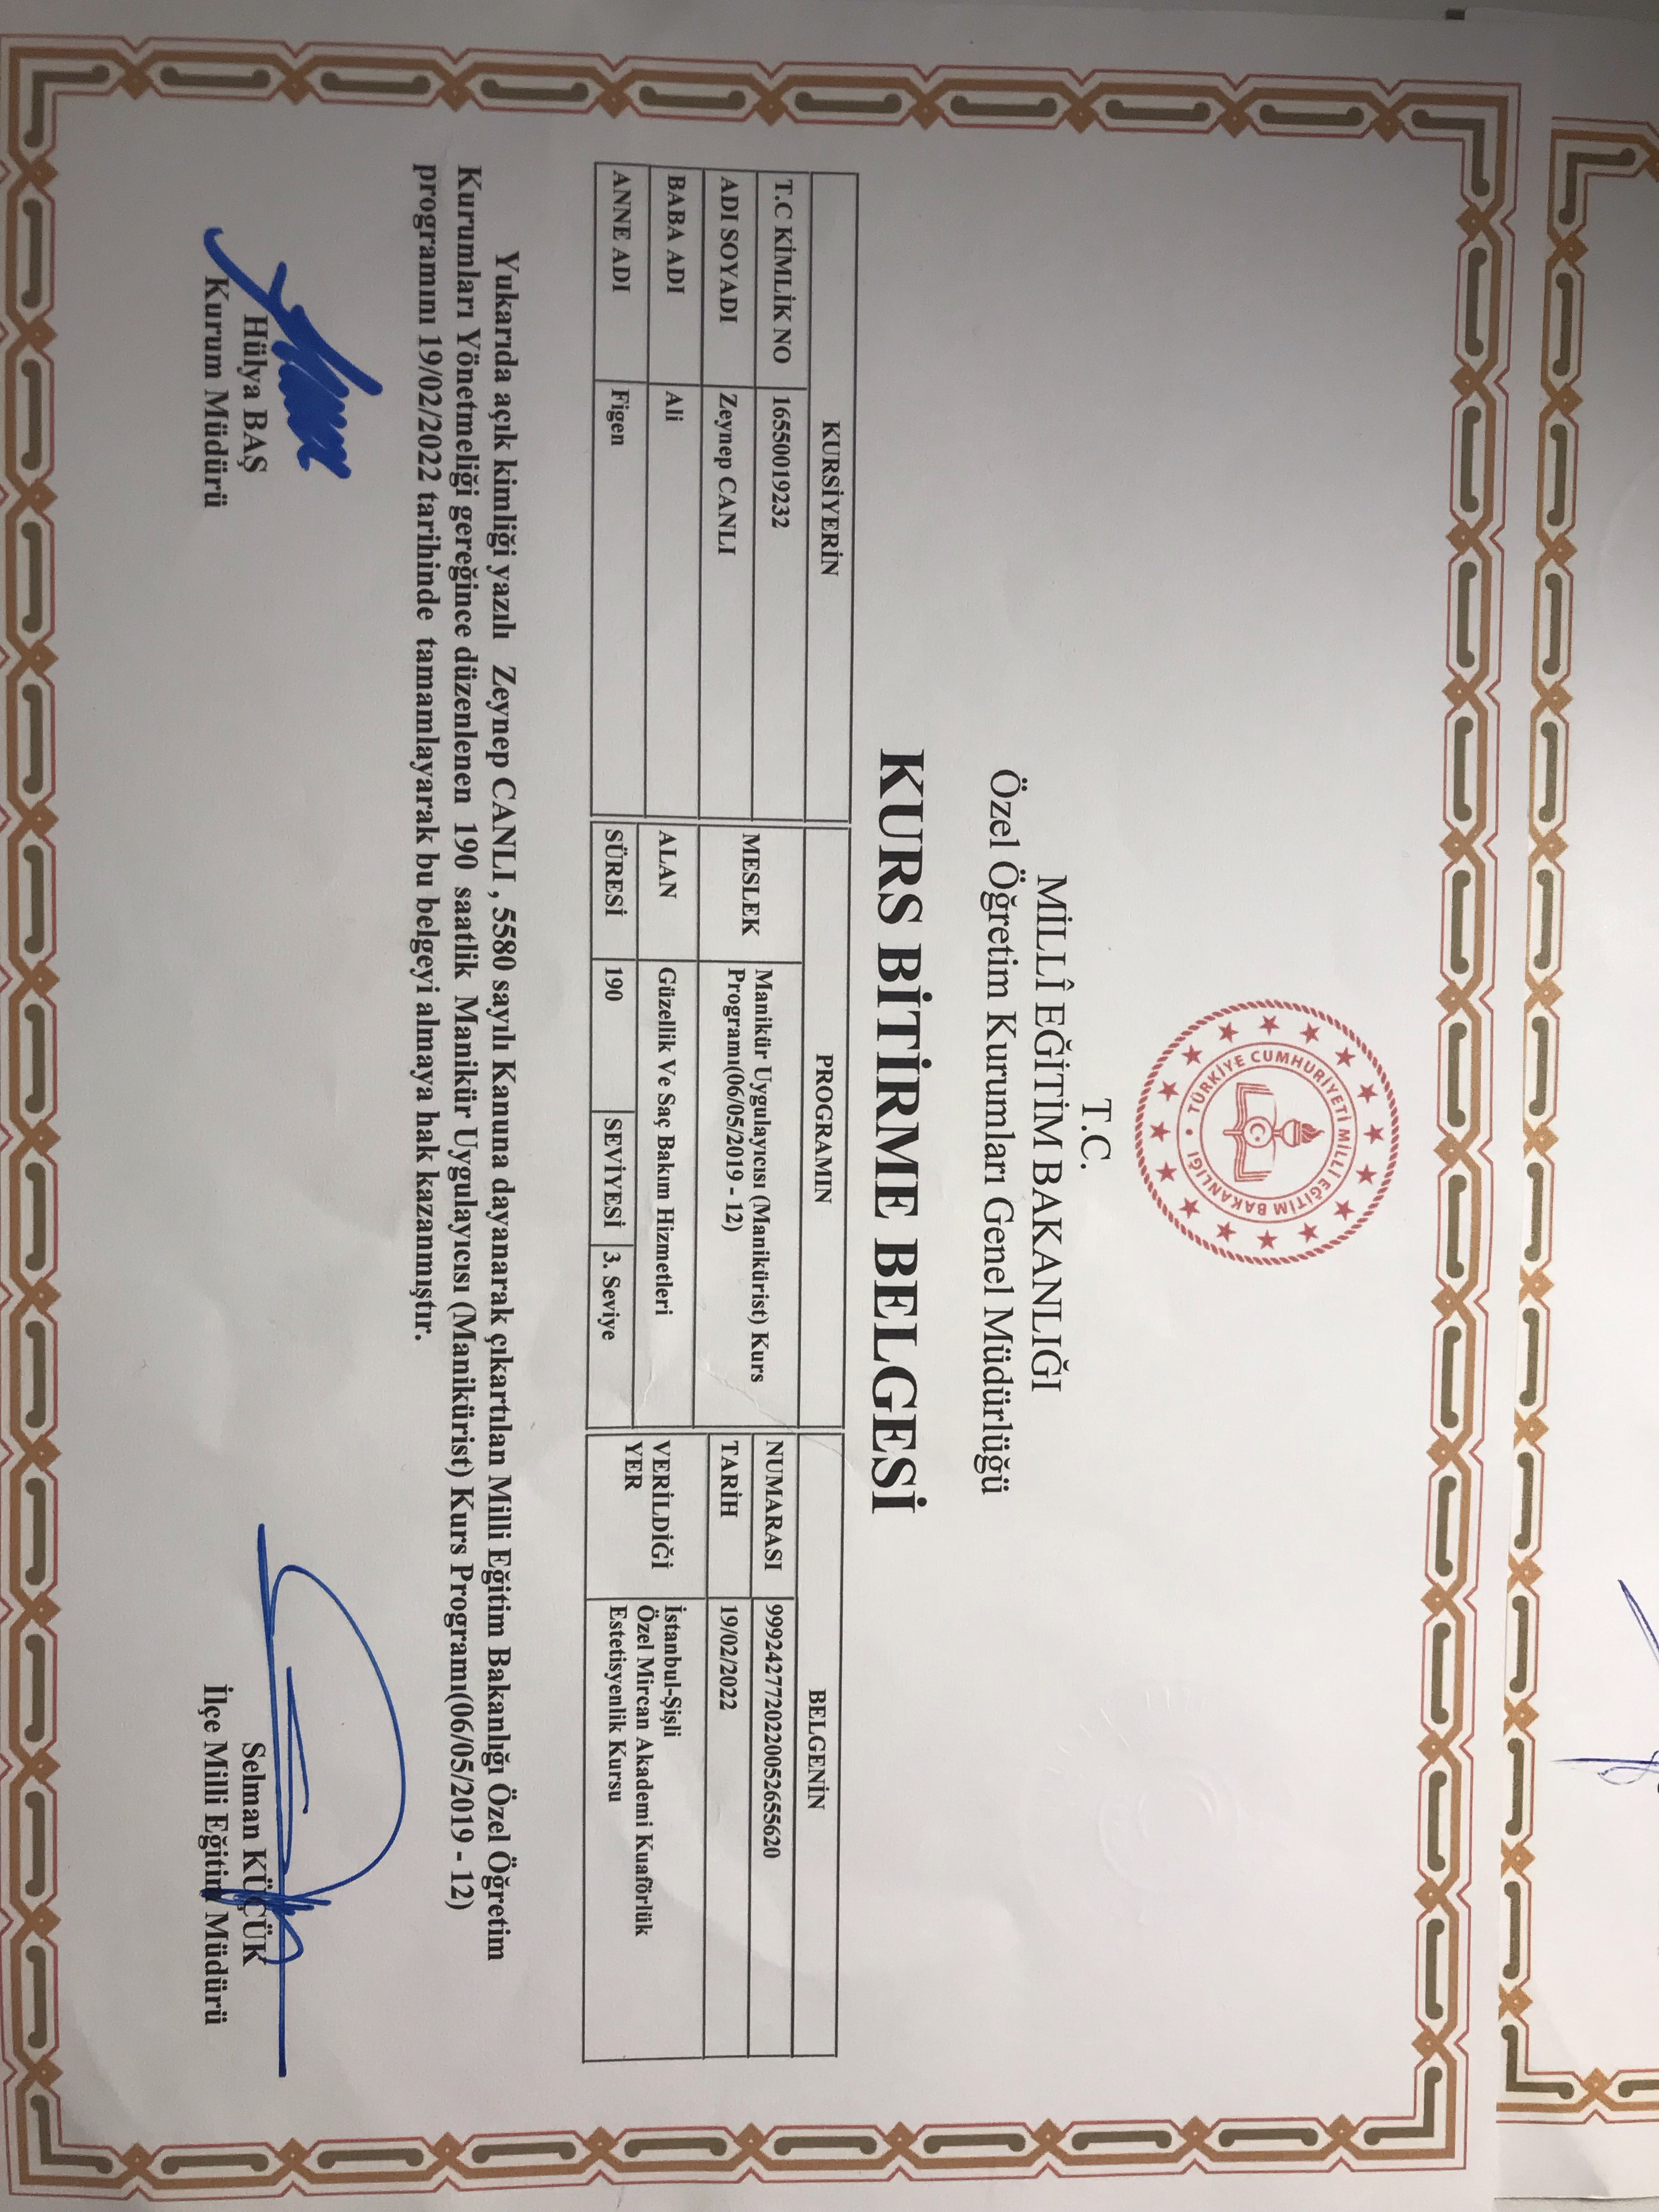 TÜRKİYE CUMHURİYETİ MİLLİ EĞİTİM BAKANLIĞI
T.C.
MİLLÎ EĞİTİM BAKANLIĞI
Özel Öğretim Kurumları Genel Müdürlüğü
KURS BİTİRME BELGESİ
KURSİYERİN
T.C KİMLİK NO 16550019232
ADI SOYADI Zeynep CANLI
BABA ADI Ali
ANNE ADI Figen
PROGRAMIN
MESLEK Manikür Uygulayıcısı (Manikürist) Kurs
Programı(06/05/2019 - 12)
ALAN Güzellik Ve Saç Bakım Hizmetleri
SÜRESİ 190 SEVİYESİ 3. Seviye
BELGENİN
NUMARASI 9992427720220052655620
TARİH 19/02/2022
VERİLDİĞİ
YER
İstanbul-Şişli
Özel Mircan Akademi Kuaförlük
Estetisyenlik Kursu
Yukarıda açık kimliği yazılı Zeynep CANLI , 5580 sayılı Kanuna dayanarak çıkartılan Milli Eğitim Bakanlığı Özel Öğretim
Kurumları Yönetmeliği gereğince düzenlenen 190 saatlik Manikür Uygulayıcısı (Manikürist) Kurs Programı(06/05/2019 - 12)
programını 19/02/2022 tarihinde tamamlayarak bu belgeyi almaya hak kazanmıştır.
Hülya BAŞ
Kurum Müdürü
Selman KÜÇÜK
İlçe Milli Eğitim Müdürü